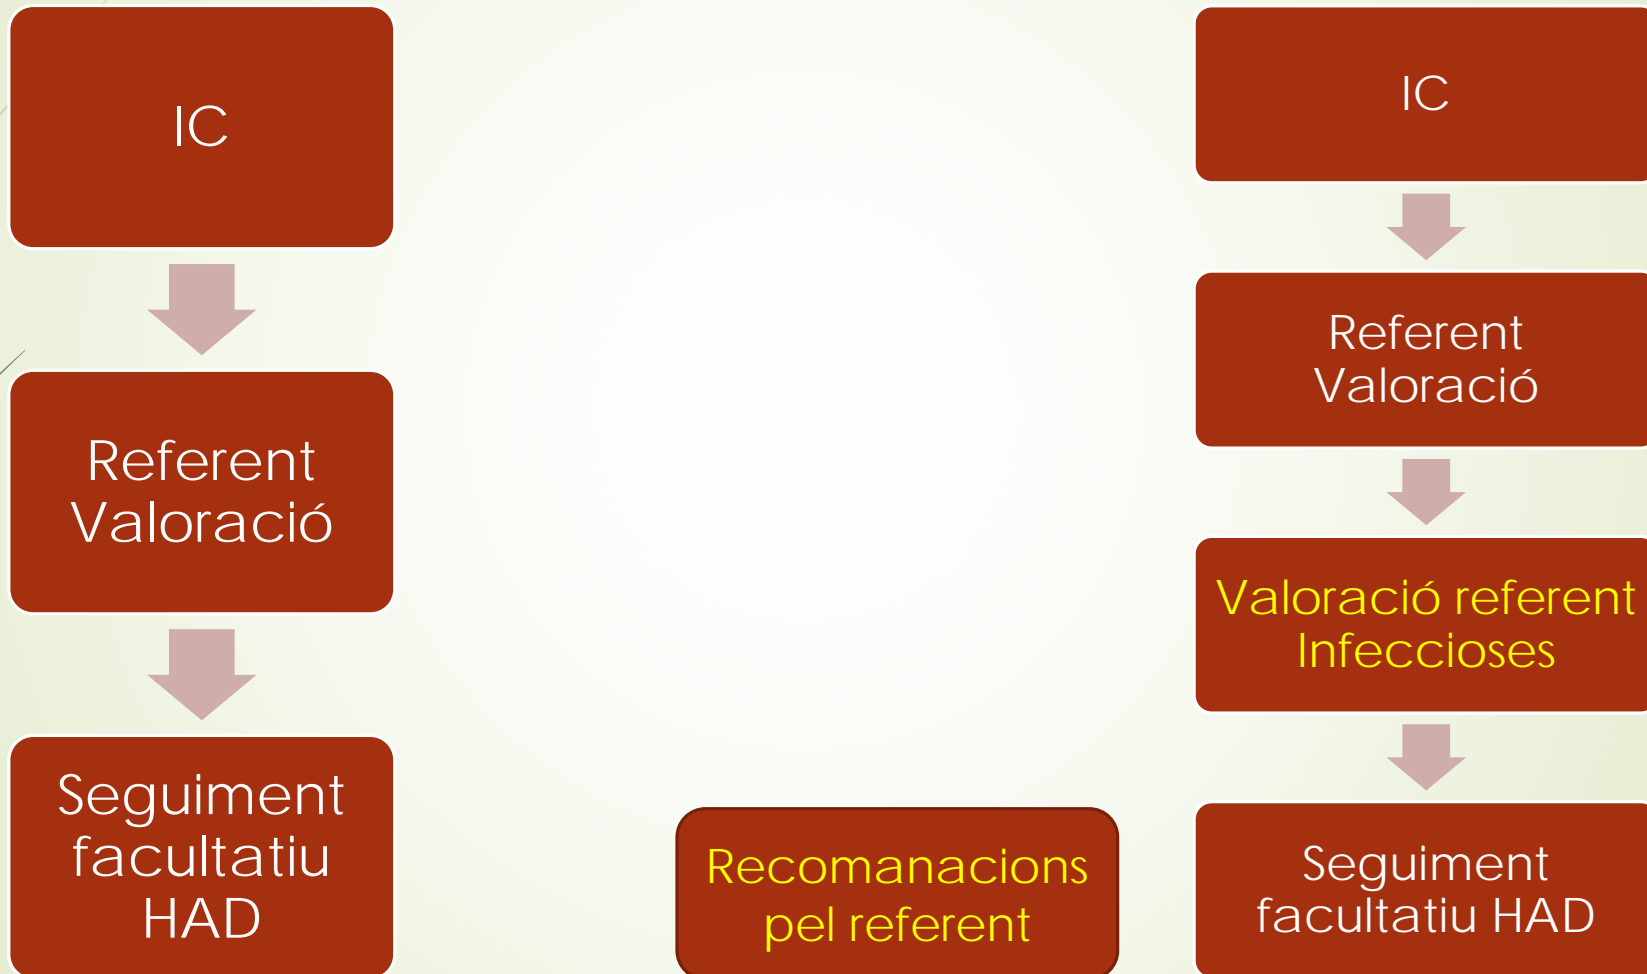 IC
Referent
Valoració
Seguiment
facultatiu
HAD
Recomanacions
pel referent
IC
Referent
Valoració
Valoració referent
Infeccioses
Seguiment
facultatiu HAD